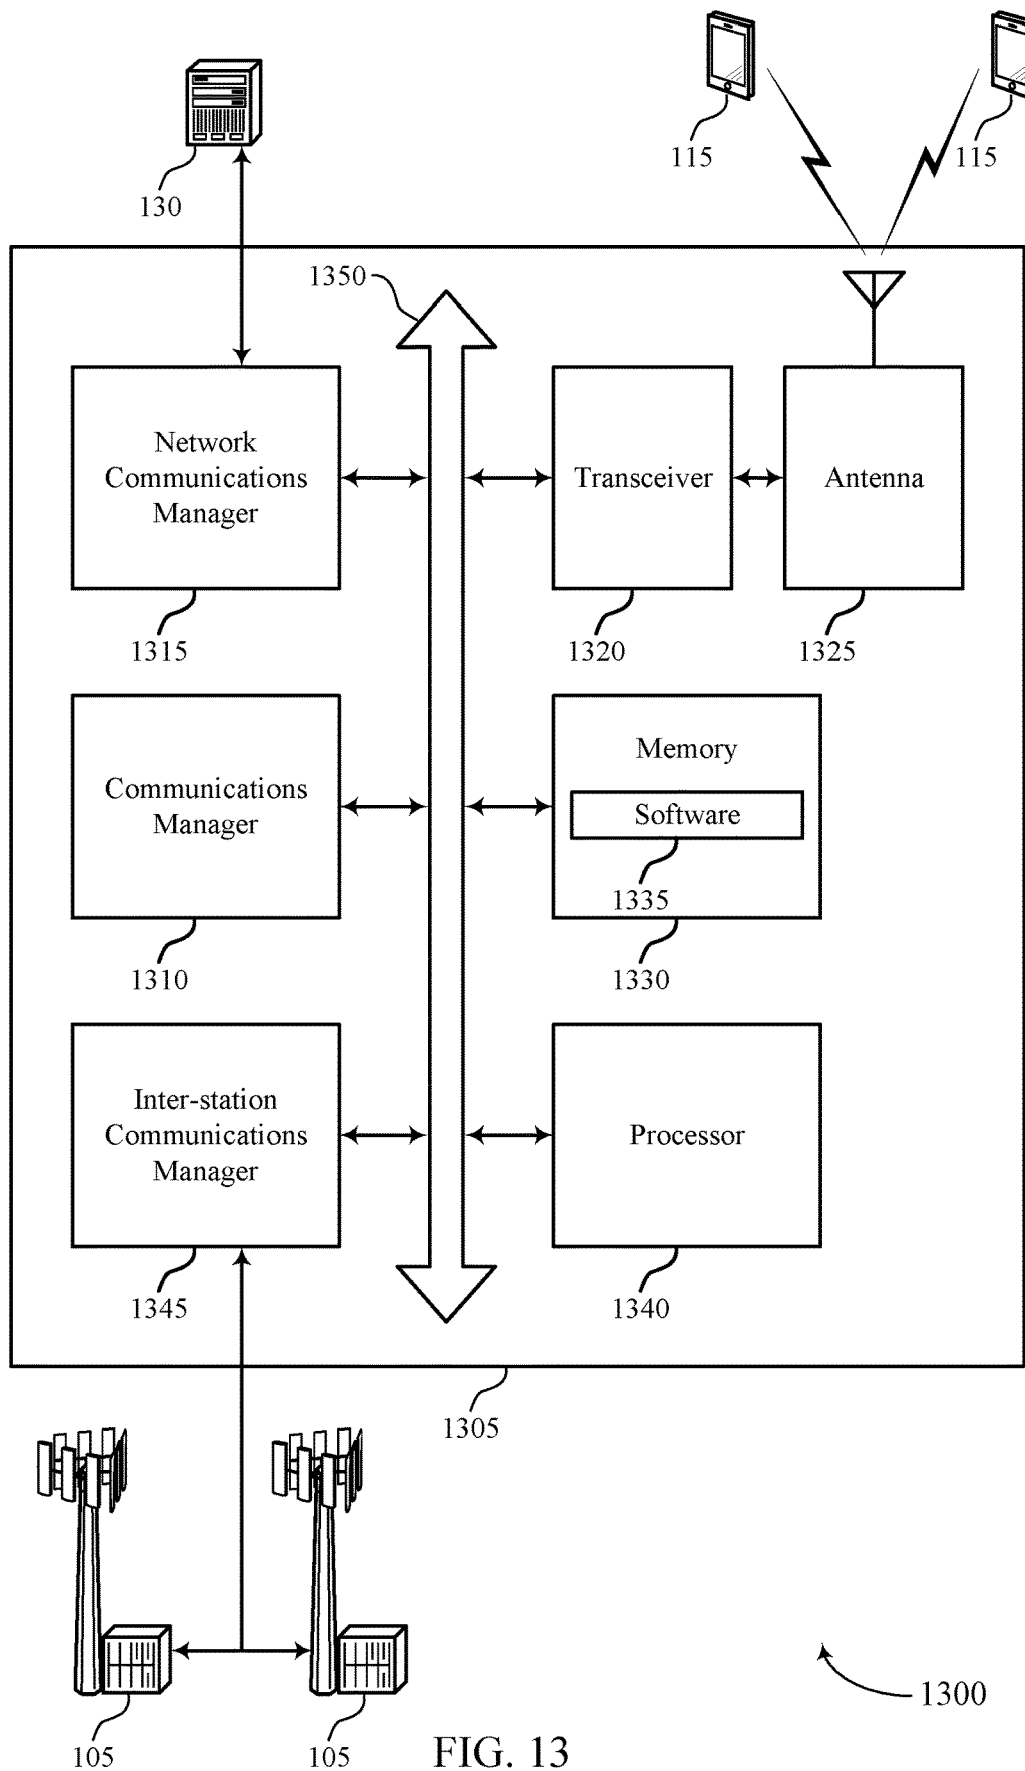 130
115
115
1350
Network
Communications
Manager
Transceiver
Antenna
1315
1320
1325
Communications
Manager
Memory
Software
1335
1310
1330
Inter-station
Communications
Manager
Processor
1345
1340
1305
105
105
1300
FIG. 13